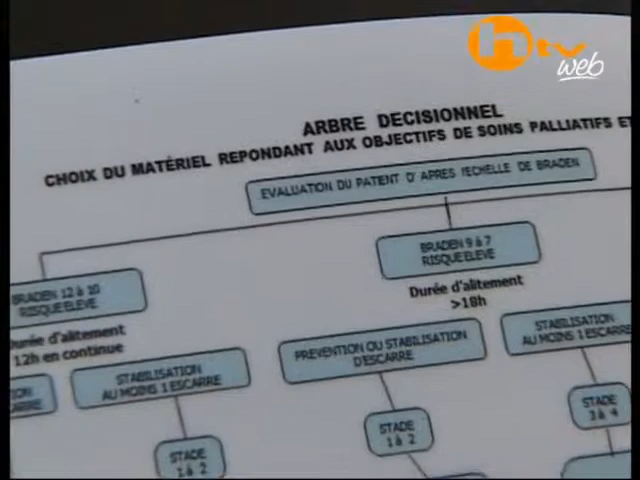 htv
web
ARBRE DECISIONNEL
CHOIX DU MATÉRIEL REPONDANT AUX OBJECTIFS DE SOINS PALLIATIFS ET
EVALUATION DU PATENT D' APRES l'ECHELLE DE BRADEN
BRADEN 9 à 7
RISQUE ELEVE
Durée d'alitement
>18h
BRADEN 12 à 10
RISQUE ELEVE
Durée d'alitement
12h en continue
STABILISATION
AU MOINS 1 ESCARRE
PREVENTION OU STABILISATION
D'ESCARRE
STABILISATION
AU MOINS 1 ESCARRE
STADE
1 à 2
STADE
1 à 2
STADE
3 à 4